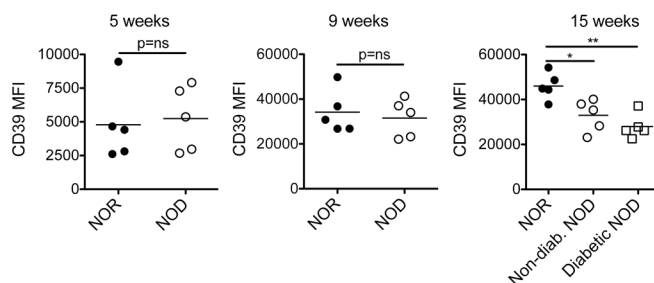 5 weeks
p=ns
CD39 MFI
10000
7500
5000
2500
0
NOR
NOD
9 weeks
p=ns
CD39 MFI
60000
40000
20000
0
NOR
NOD
15 weeks
**
*
CD39 MFI
60000
40000
20000
0
NOR
Non-diab. NOD
Diabetic NOD